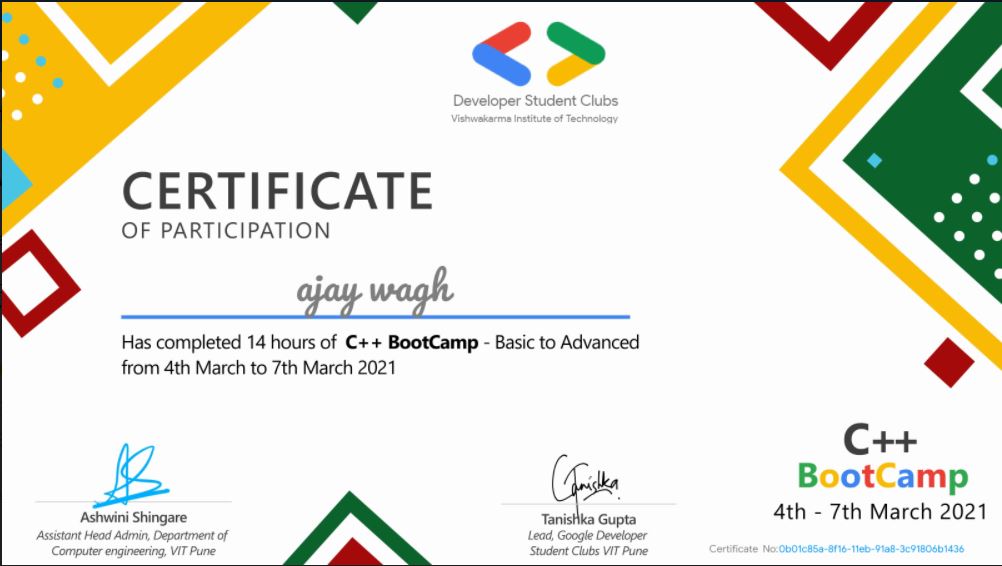 Developer Student Clubs
Vishwakarma Institute of Technology
CERTIFICATE
OF PARTICIPATION
ajay wagh
Has completed 14 hours of C++ BootCamp - Basic to Advanced
from 4th March to 7th March 2021
Ashwini Shingare
Assistant Head Admin, Department of
Computer engineering, VIT Pune
Tanishka
Tanishka Gupta
Lead, Google Developer
Student Clubs VIT Pune
C++
BootCamp
4th - 7th March 2021
Certificate No:0b01c85a-8f16-11eb-91a8-3c91806b1436